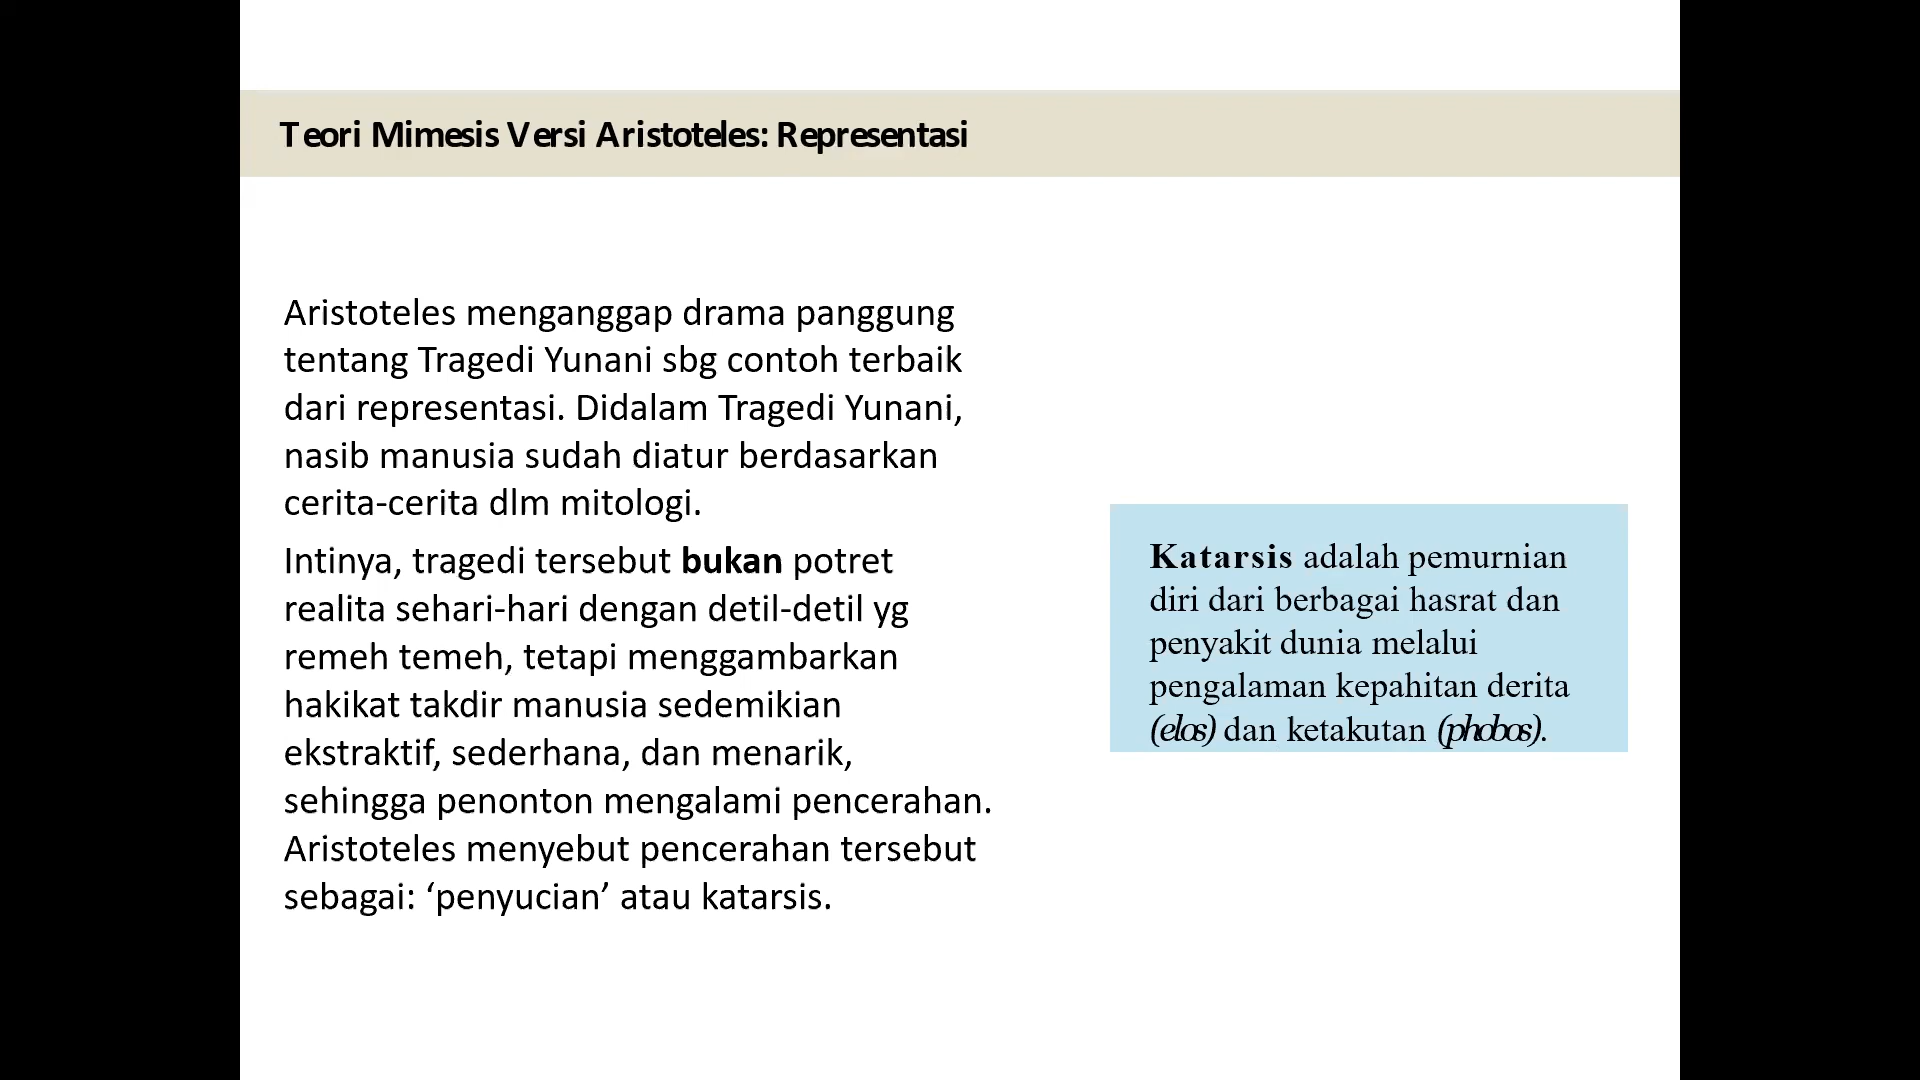 Teori Mimesis Versi Aristoteles: Representasi
Aristoteles menganggap drama panggung
tentang Tragedi Yunani sbg contoh terbaik
dari representasi. Didalam Tragedi Yunani,
nasib manusia sudah diatur berdasarkan
cerita-cerita dlm mitologi.
Intinya, tragedi tersebut bukan potret
realita sehari-hari dengan detil-detil yg
remeh temeh, tetapi menggambarkan
hakikat takdir manusia sedemikian
ekstraktif, sederhana, dan menarik,
sehingga penonton mengalami pencerahan.
Aristoteles menyebut pencerahan tersebut
sebagai: ‘penyucian’ atau katarsis.
Katarsis adalah pemurnian
diri dari berbagai hasrat dan
penyakit dunia melalui
pengalaman kepahitan derita
(elos) dan ketakutan (phobos).